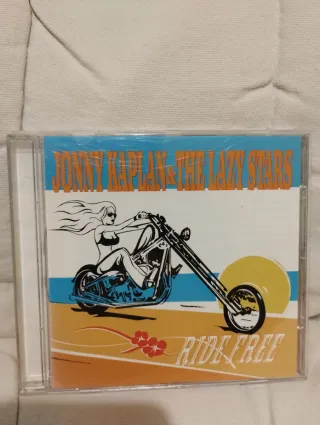 JONNY KAPLAN & THE LAZY STARS
RIDE FREE